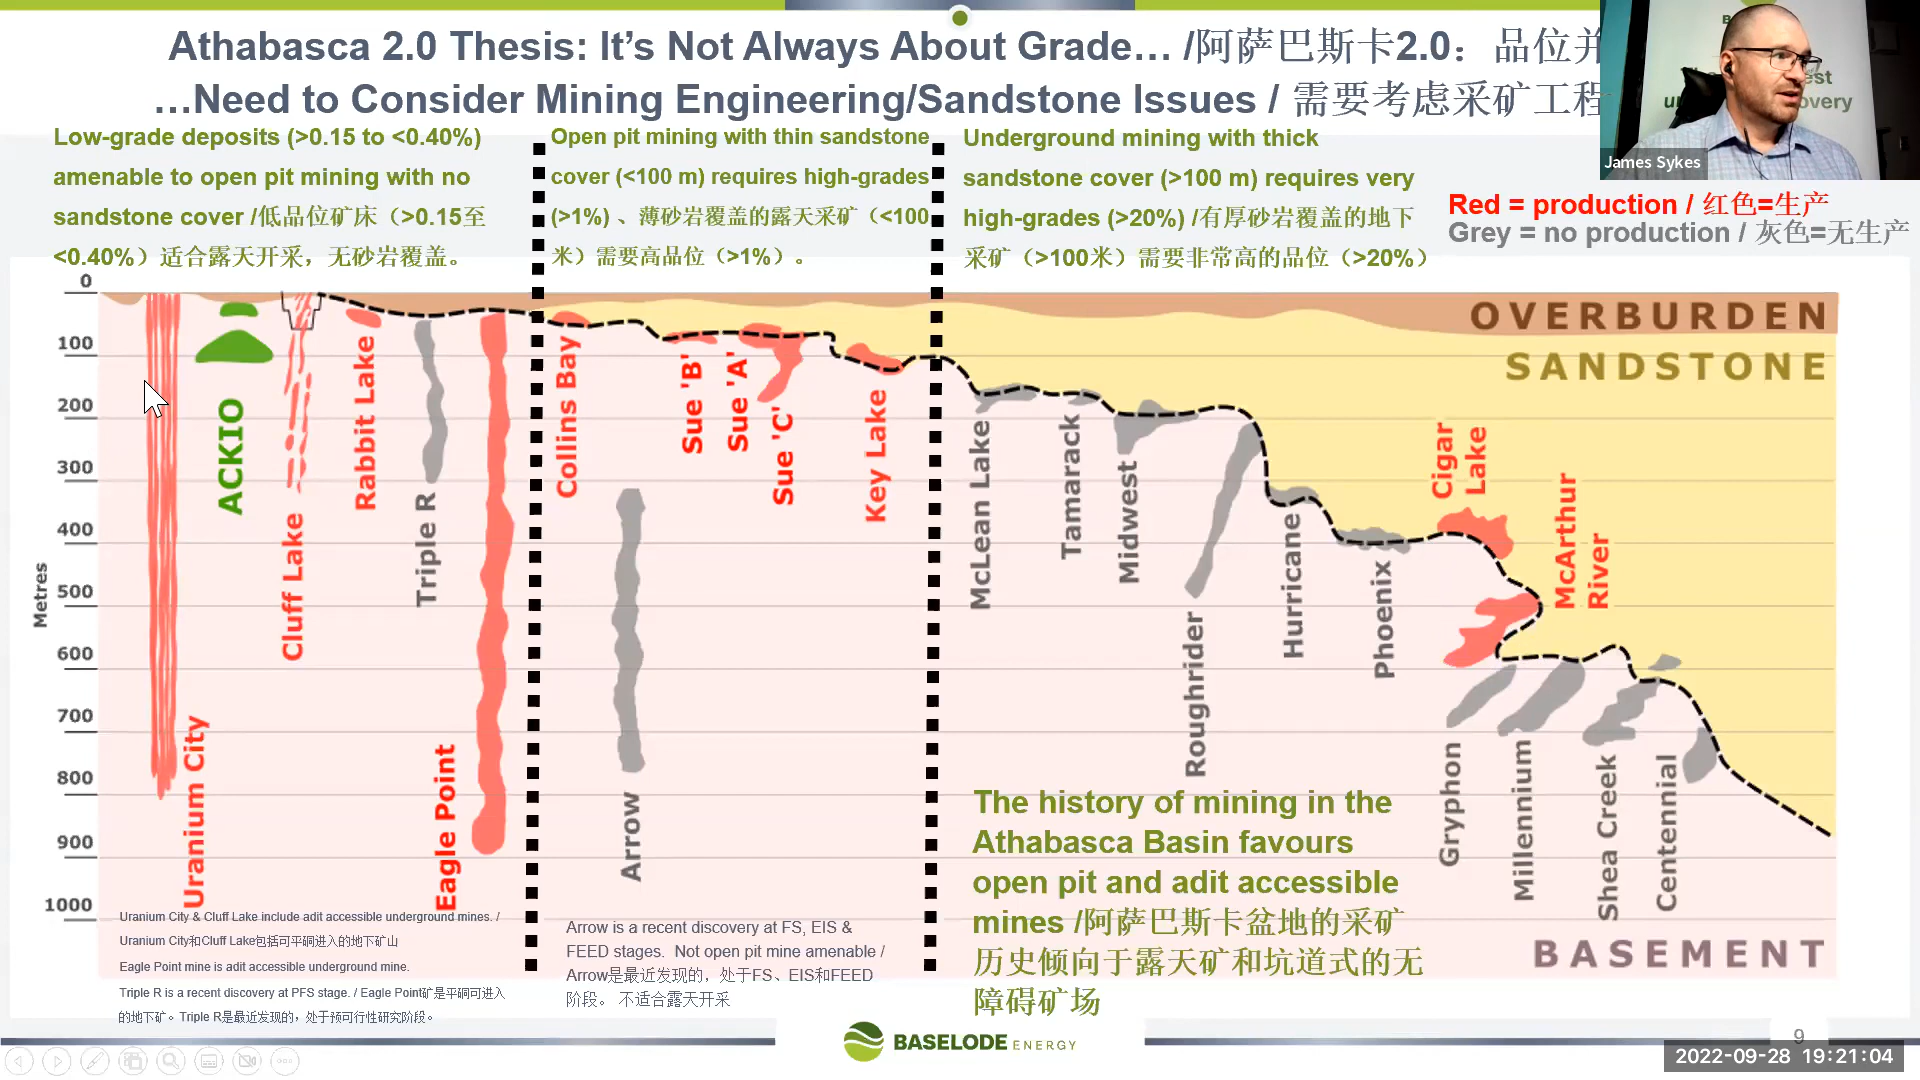 Athabasca 2.0 Thesis: It's Not Always About Grade… /阿萨巴斯卡2.0：品位并
…Need to Consider Mining Engineering/Sandstone Issues / 需要考虑采矿工程
James Sykes
Low-grade deposits (>0.15 to <0.40%)
amenable to open pit mining with no
sandstone cover /低品位矿床（>0.15至
<0.40%）适合露天开采，无砂岩覆盖。
Open pit mining with thin sandstone
cover (<100 m) requires high-grades
(>1%) 、薄砂岩覆盖的露天采矿（<100
米）需要高品位（>1%）。
Underground mining with thick
sandstone cover (>100 m) requires very
high-grades (>20%) /有厚砂岩覆盖的地下
采矿（>100米）需要非常高的品位（>20%）
Red = production / 红色=生产
Grey = no production / 灰色=无生产
OVERBURDEN
SANDSTONE
BASEMENT
Metres
0
100
200
300
400
500
600
700
800
900
1000
Uranium City
ACKIO
Cluff Lake
Rabbit Lake
Triple R
Eagle Point
Collins Bay
Arrow
Sue 'B'
Sue 'A'
Sue 'C'
Key Lake
McLean Lake
Tamarack
Midwest
Roughrider
Hurricane
Phoenix
Cigar
Lake
McArthur
River
Gryphon
Millennium
Shea Creek
Centennial
Uranium City & Cluff Lake include adit accessible underground mines. /
Uranium City和Cluff Lake包括可平硐进入的地下矿山
Eagle Point mine is adit accessible underground mine.
Triple R is a recent discovery at PFS stage. / Eagle Point矿是平硐可进入
的地下矿。Triple R是最近发现的，处于预可行性研究阶段。
Arrow is a recent discovery at FS, EIS &
FEED stages. Not open pit mine amenable /
Arrow是最近发现的，处于FS、EIS和FEED
阶段。 不适合露天开采
The history of mining in the
Athabasca Basin favours
open pit and adit accessible
mines /阿萨巴斯卡盆地的采矿
历史倾向于露天矿和坑道式的无
障碍矿场
BASELODE ENERGY
9
2022-09-28 19:21:04